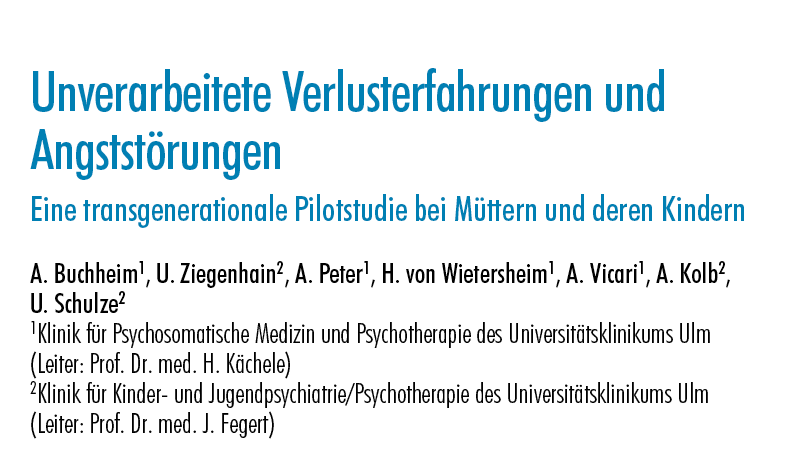 Unverarbeitete Verlusterfahrungen und
Angststörungen
Eine transgenerationale Pilotstudie bei Müttern und deren Kindern
A. Buchheim¹, U. Ziegenhain², A. Peter¹, H. von Wietersheim¹, A. Vicari¹, A. Kolb²,
U. Schulze²
¹Klinik für Psychosomatische Medizin und Psychotherapie des Universitätsklinikums Ulm
(Leiter: Prof. Dr. med. H. Kächele)
²Klinik für Kinder- und Jugendpsychiatrie/Psychotherapie des Universitätsklinikums Ulm
(Leiter: Prof. Dr. med. J. Fegert)